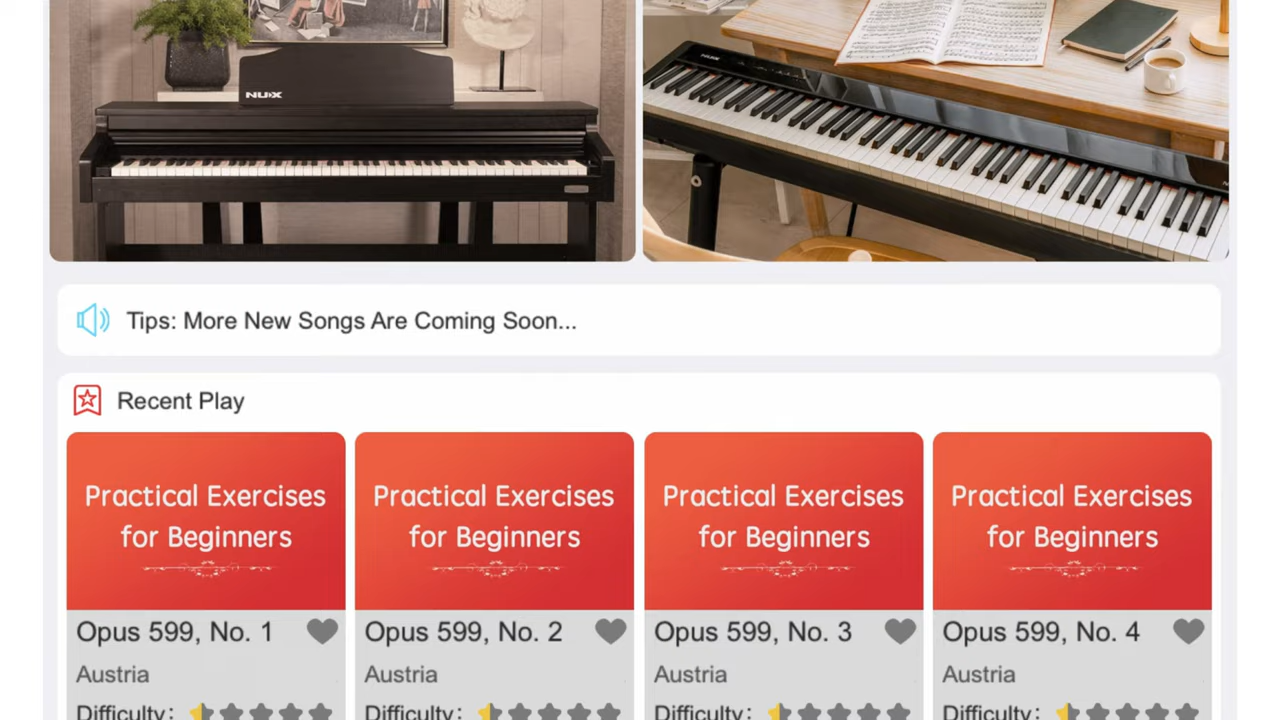 NUX
NUX
Tips: More New Songs Are Coming Soon...
Recent Play
Practical Exercises
for Beginners
Practical Exercises
for Beginners
Practical Exercises
for Beginners
Practical Exercises
for Beginners
Opus 599, No. 1
Opus 599, No. 2
Opus 599, No. 3
Opus 599, No. 4
Austria
Austria
Austria
Austria
Difficulty:
Difficulty:
Difficulty:
Difficulty: